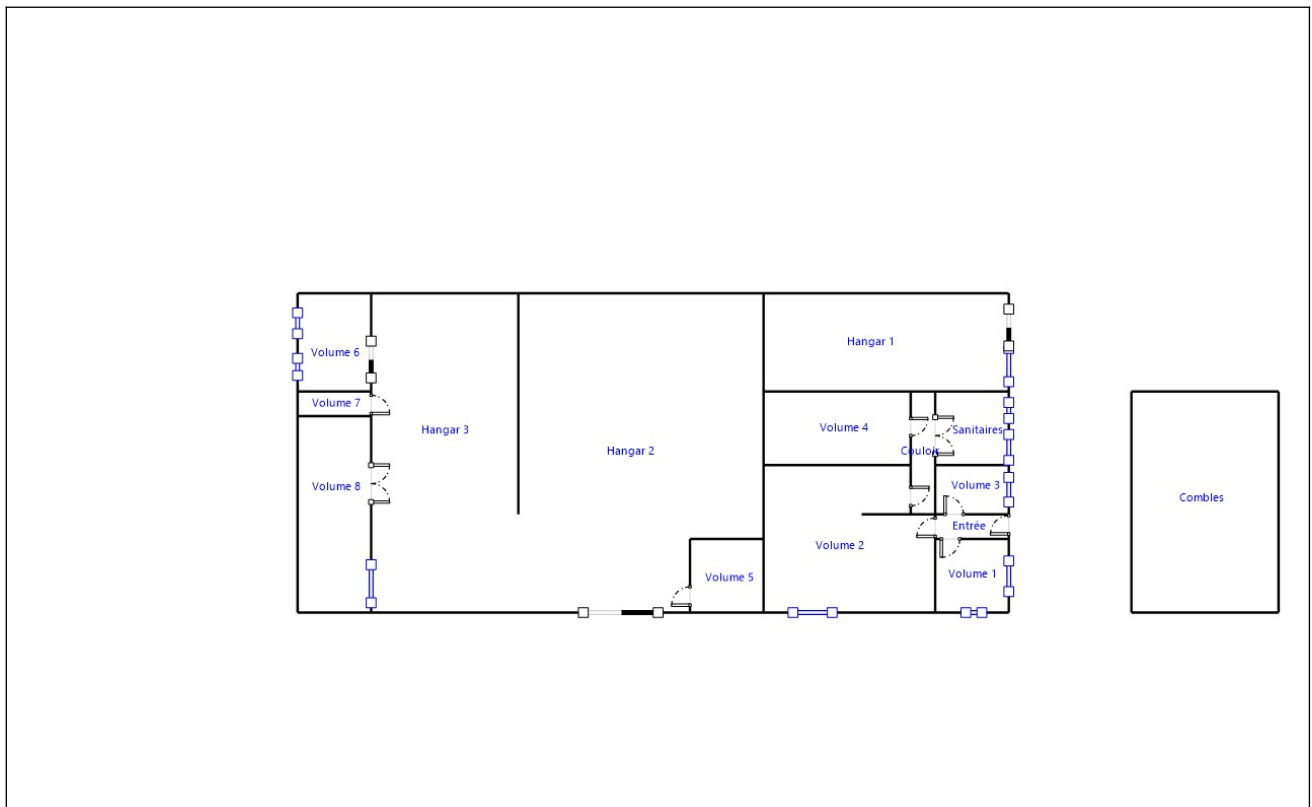 Hangar 1
Volume 6
Volume 7
Volume 4
Hangar 3
Sanitaires
Hangar 2
Couloir
Volume 8
Volume 3
Combles
Entrée
Volume 2
Volume 1
Volume 5